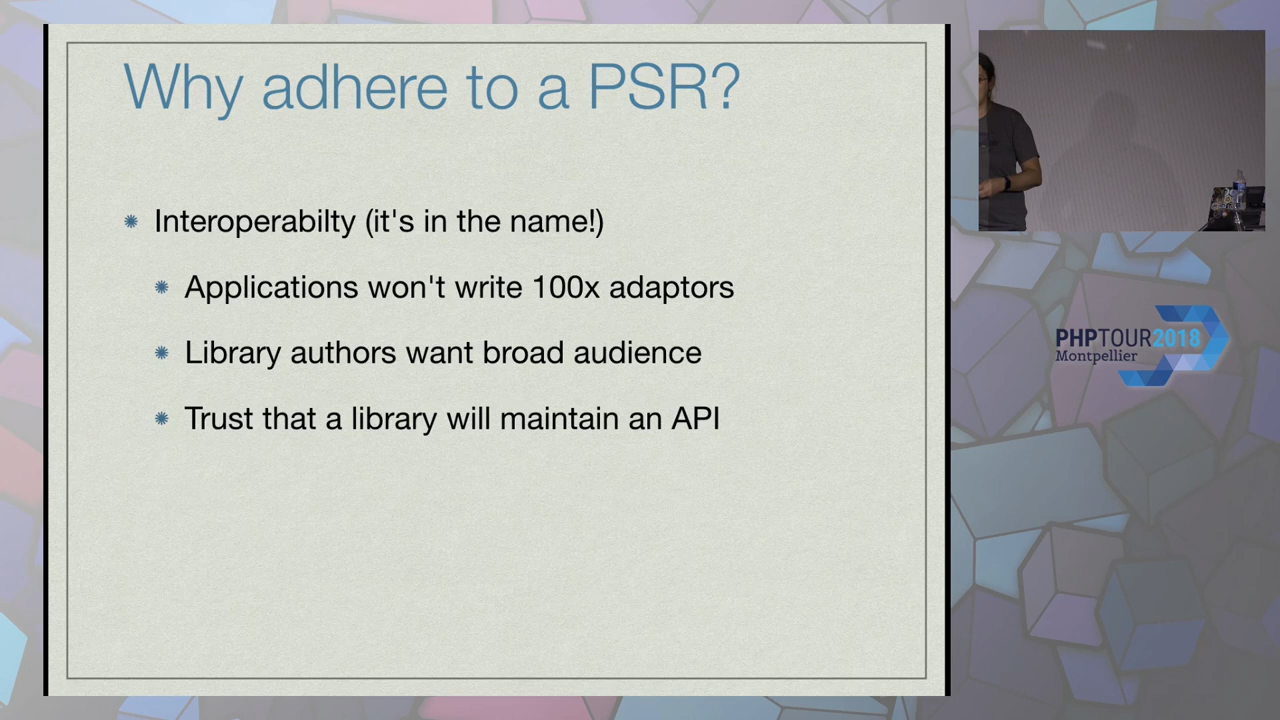 Why adhere to a PSR?
Interoperabilty (it's in the name!)
Applications won't write 100x adaptors
Library authors want broad audience
Trust that a library will maintain an API
PHPTOUR2018
Montpellier